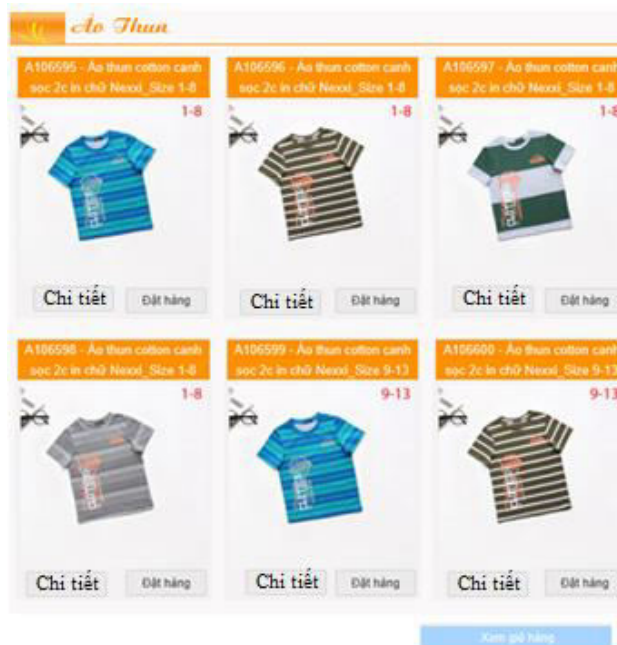 Áo Thun
A106595 - Áo thun cotton canh
sọc 2c in chữ Nexxi_Size 1-8
A106596 - Áo thun cotton canh
sọc 2c in chữ Nexxi_Size 1-8
A106597 - Áo thun cotton canh
sọc 2c in chữ Nexxi_Size 1-8
1-8
1-8
1-8
Chi tiết
Đặt hàng
Chi tiết
Đặt hàng
Chi tiết
Đặt hàng
A106598 - Áo thun cotton canh
sọc 2c in chữ Nexxi_Size 1-8
A106599 - Áo thun cotton canh
sọc 2c in chữ Nexxi_Size 9-13
A106600 - Áo thun cotton canh
sọc 2c in chữ Nexxi_Size 9-13
1-8
9-13
9-13
Chi tiết
Đặt hàng
Chi tiết
Đặt hàng
Chi tiết
Đặt hàng
Xem giỏ hàng